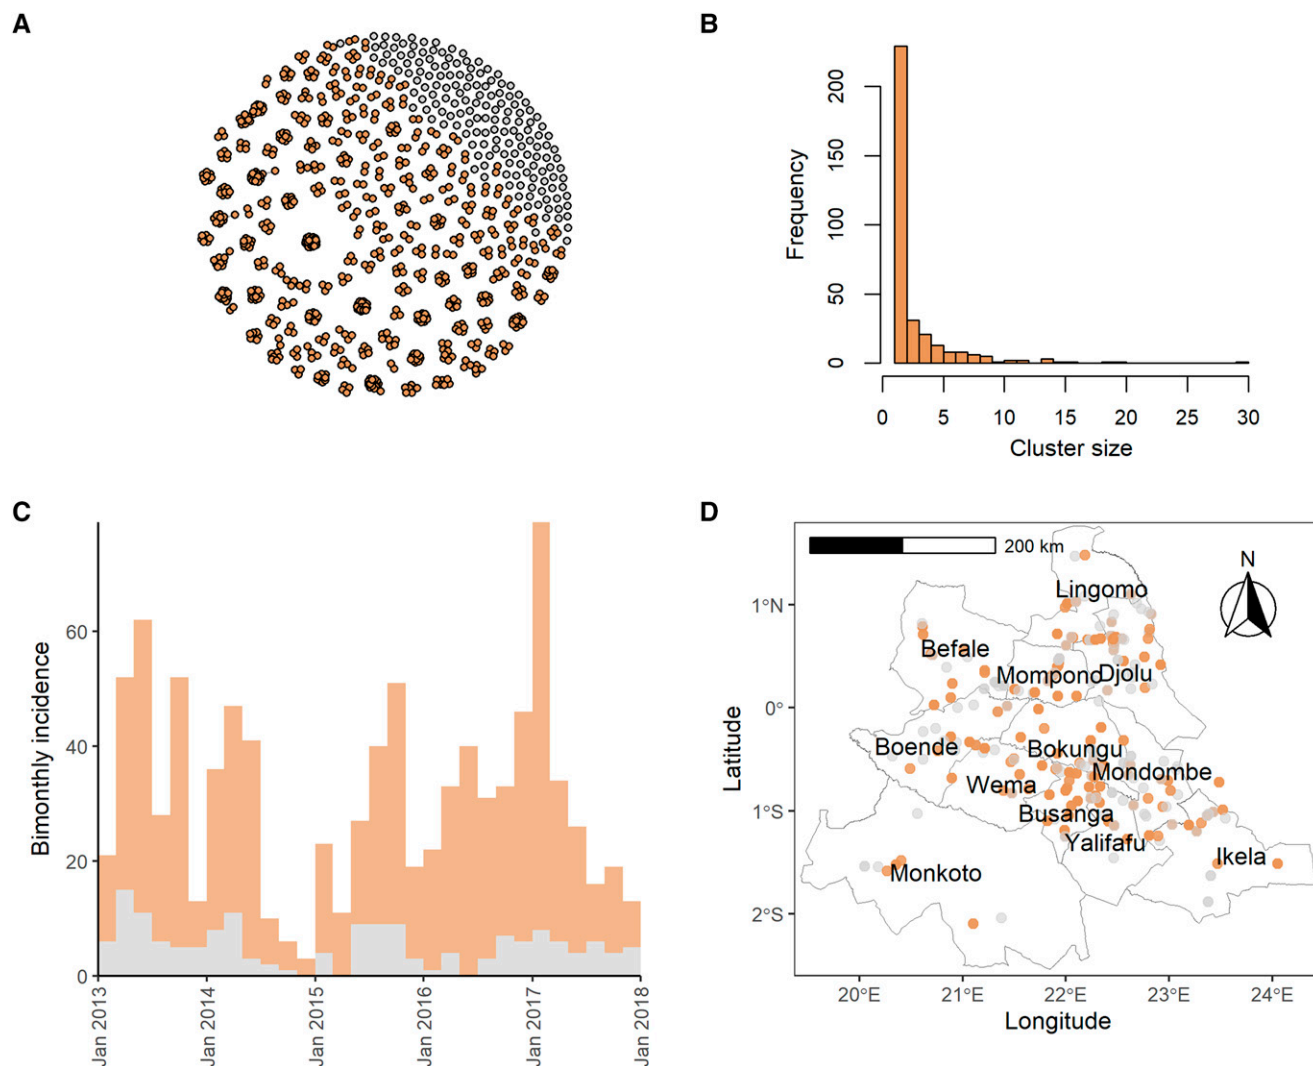 A
B
200
150
100
50
0
Frequency
0 5 10 15 20 25 30
Cluster size
C
60
40
20
0
Bimonthly incidence
Jan 2013
Jan 2014
Jan 2015
Jan 2016
Jan 2017
Jan 2018
D
200 km
N
1°N
0°
1°S
2°S
Latitude
Lingomo
Befale
Mompono
Djolu
Boende
Bokungu
Wema
Mondombe
Busanga
Yalifafu
Ikela
Monkoto
20°E 21°E 22°E 23°E 24°E
Longitude